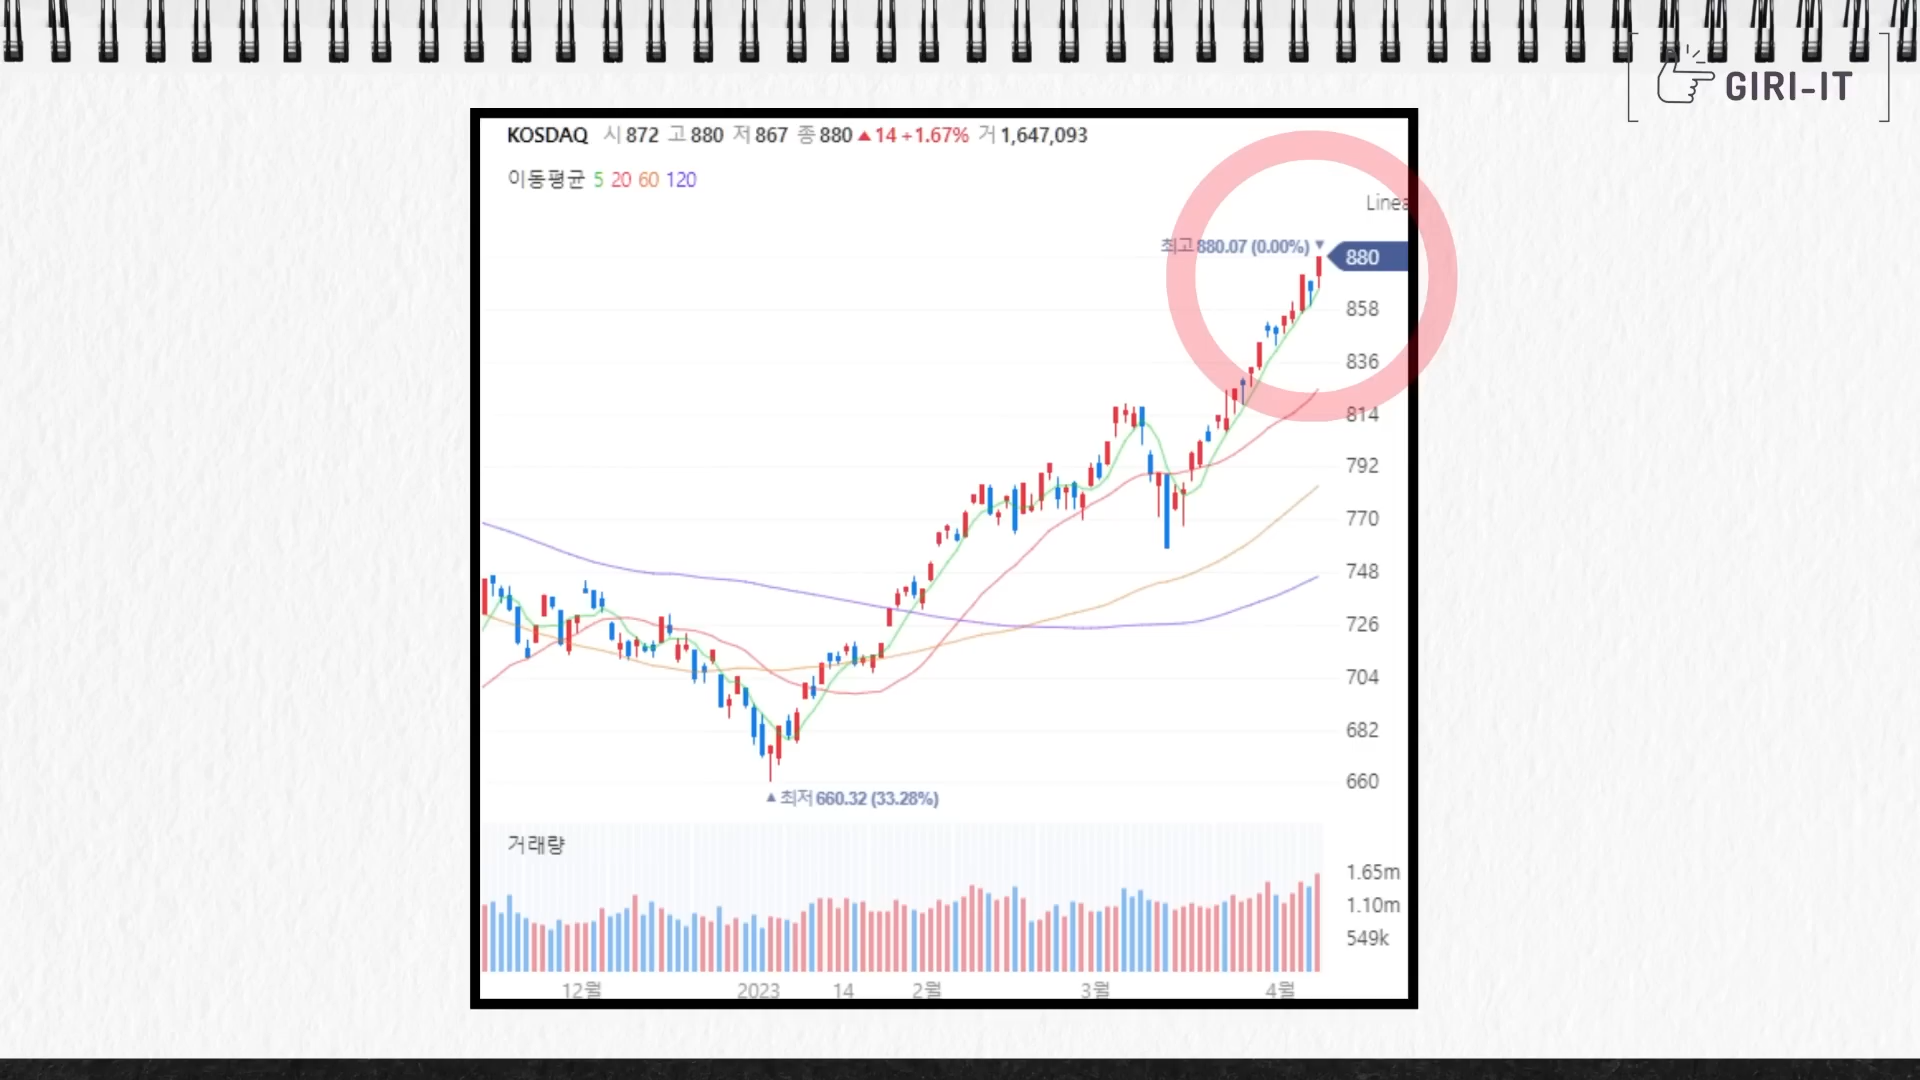 GIRI-IT
KOSDAQ 시 872 고 880 저 867 종 880 ▲ 14 +1.67% 거 1,647,093
이동평균 5 20 60 120
최고 880.07 (0.00%) ▼
880
858
836
814
792
770
748
726
704
682
660
▲ 최저 660.32 (33.28%)
거래량
1.65m
1.10m
549k
12월 2023 14 2월 3월 4월